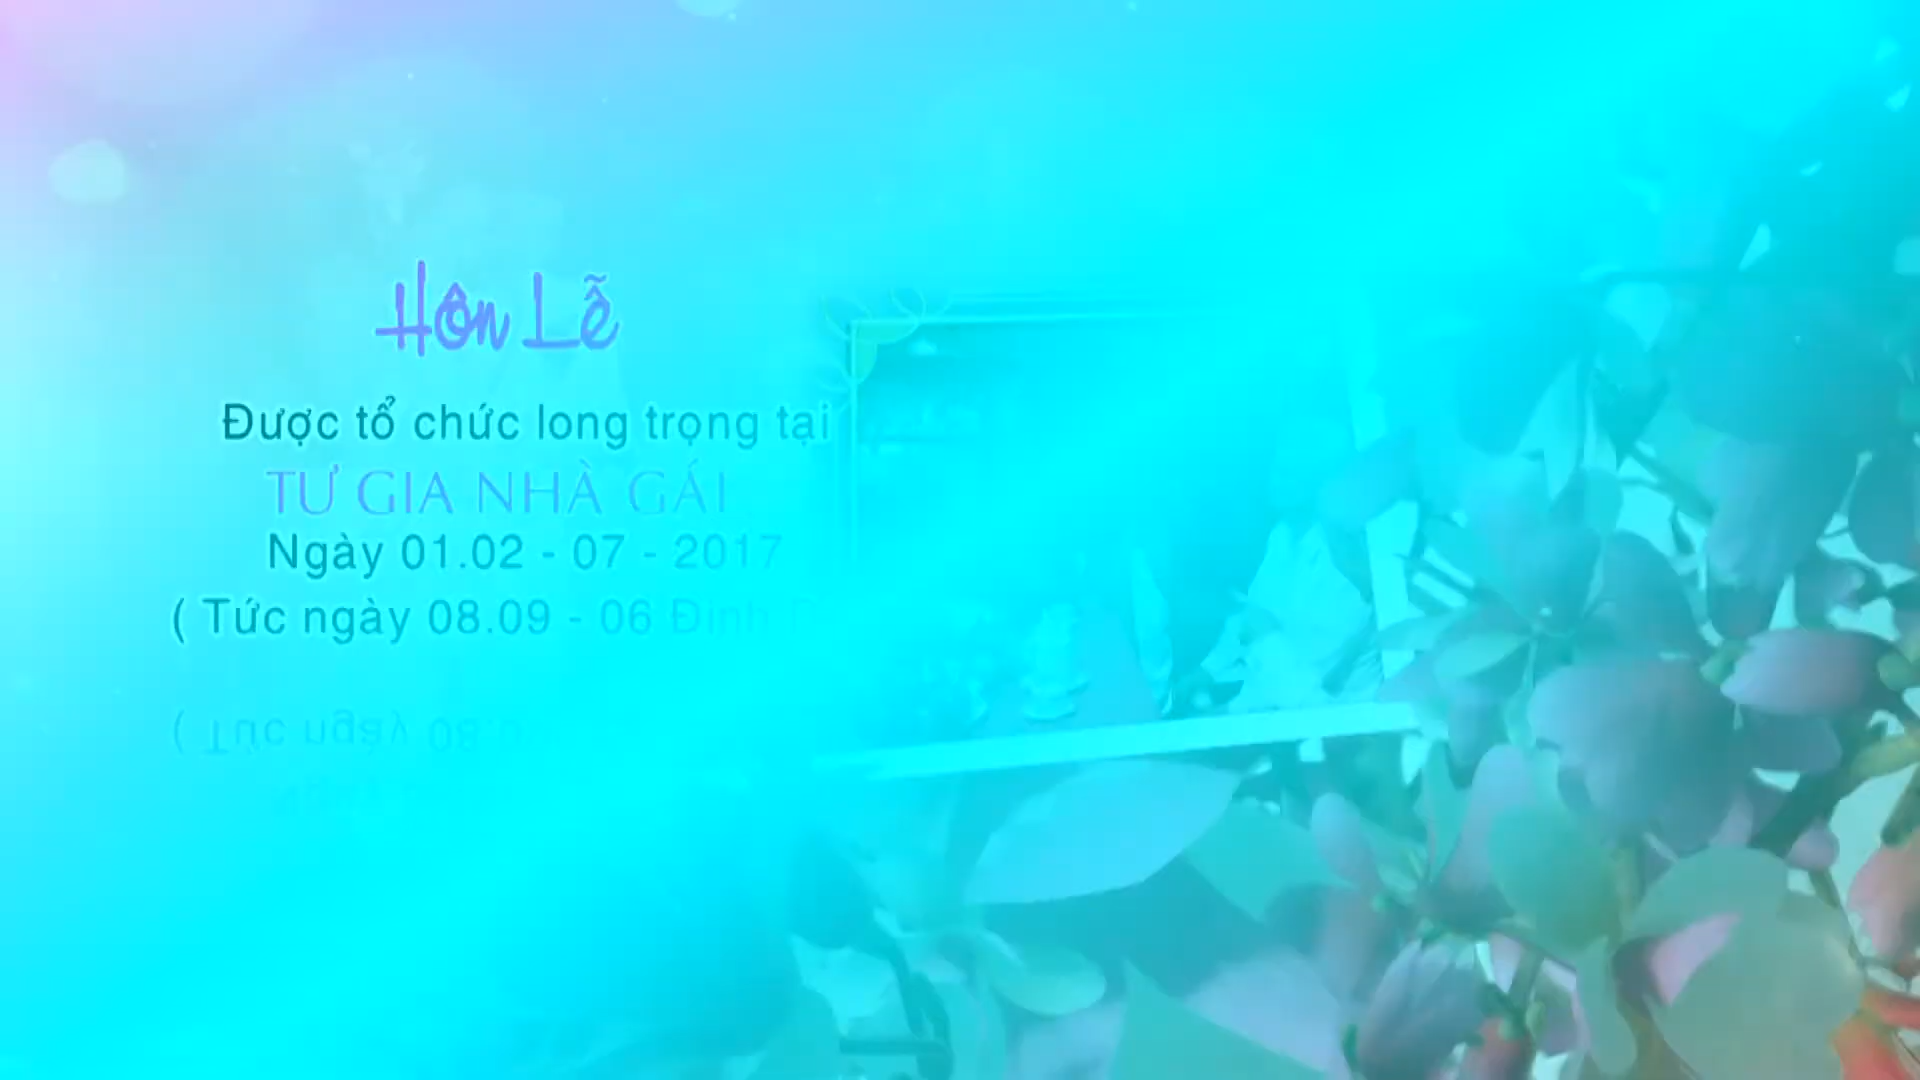 Hôn Lễ
Được tổ chức long trọng tại
TƯ GIA NHÀ GÁI
Ngày 01.02 - 07 - 2017
( Tức ngày 08.09 - 06 Đinh